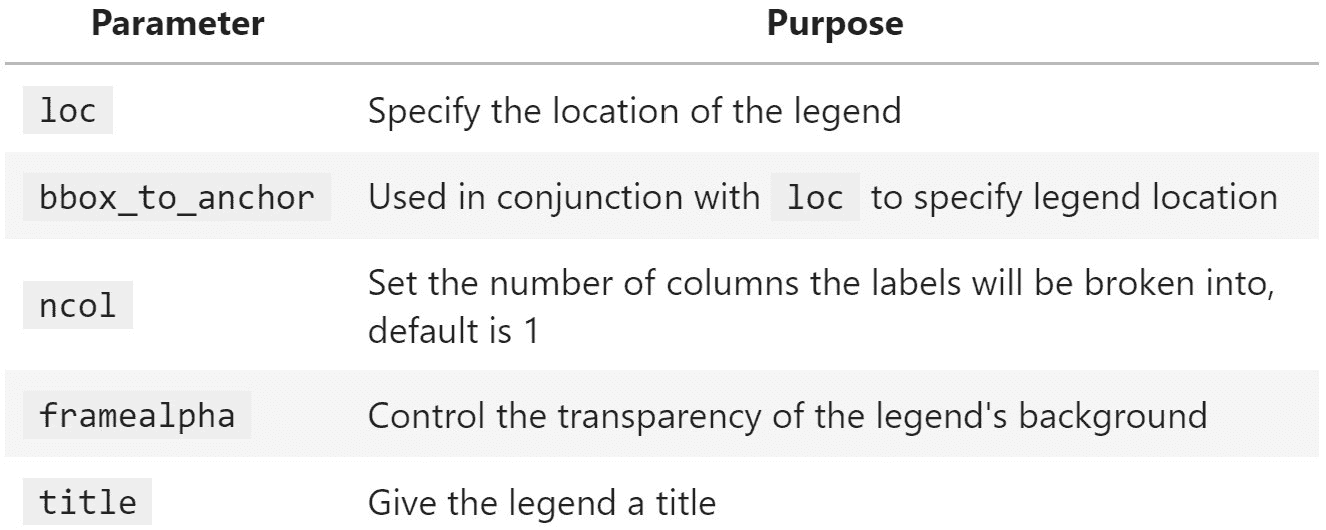 Parameter Purpose
loc Specify the location of the legend
bbox_to_anchor Used in conjunction with loc to specify legend location
ncol Set the number of columns the labels will be broken into,
default is 1
framealpha Control the transparency of the legend's background
title Give the legend a title